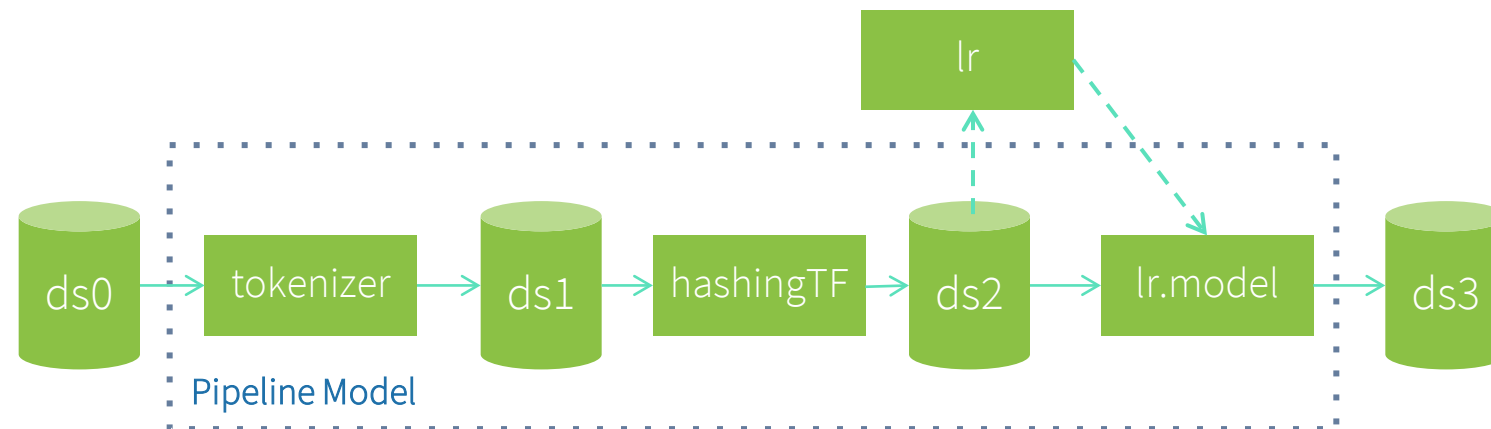 lr
ds0
tokenizer
ds1
hashingTF
ds2
lr.model
ds3
Pipeline Model